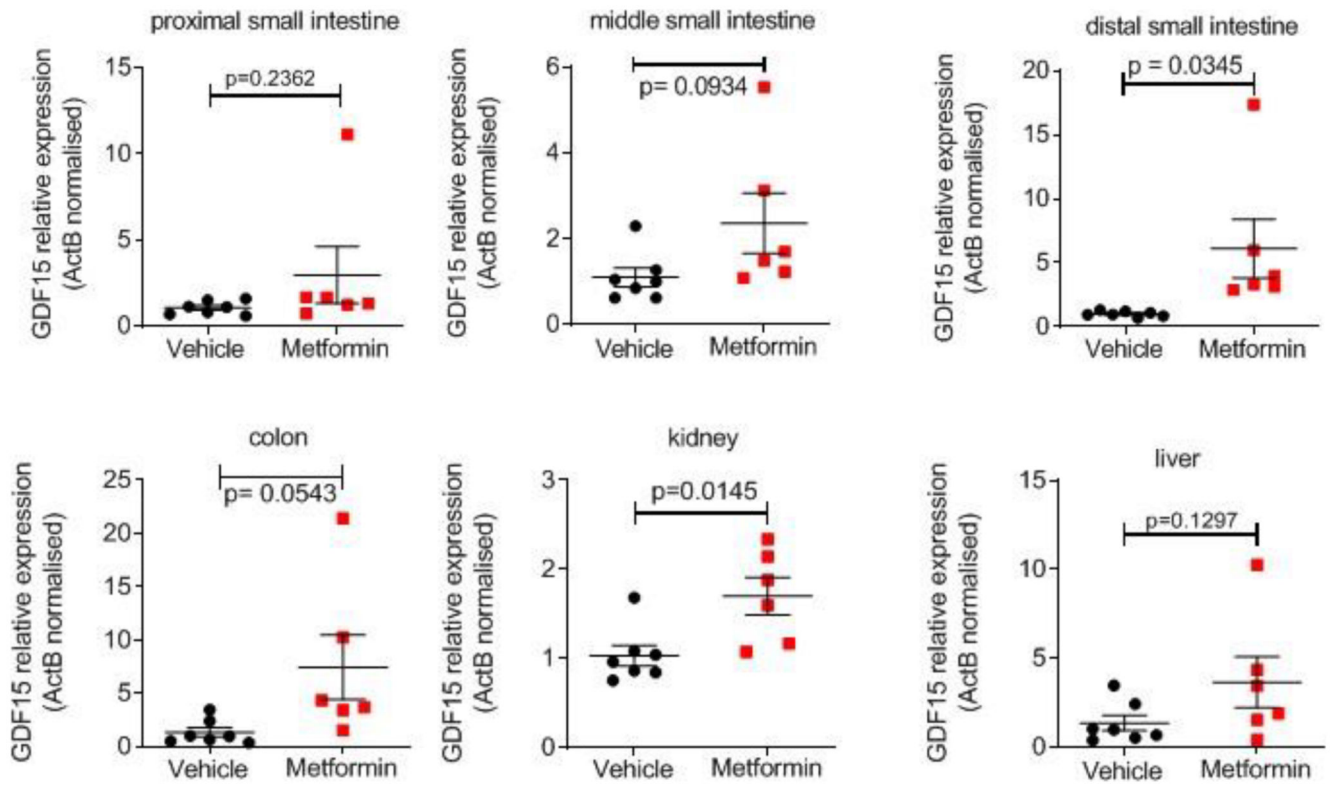 proximal small intestine
GDF15 relative expression
(ActB normalised)
15
10
5
0
p=0.2362
Vehicle
Metformin
middle small intestine
GDF15 relative expression
(ActB normalised)
6
4
2
0
p= 0.0934
Vehicle
Metformin
distal small intestine
GDF15 relative expression
(ActB normalised)
20
15
10
5
0
p = 0.0345
Vehicle
Metformin
colon
GDF15 relative expression
(ActB normalised)
25
20
15
10
5
0
p= 0.0543
Vehicle
Metformin
kidney
GDF15 relative expression
(ActB normalised)
3
2
1
0
p=0.0145
Vehicle
Metformin
liver
GDF15 relative expression
(ActB normalised)
15
10
5
0
p=0.1297
Vehicle
Metformin